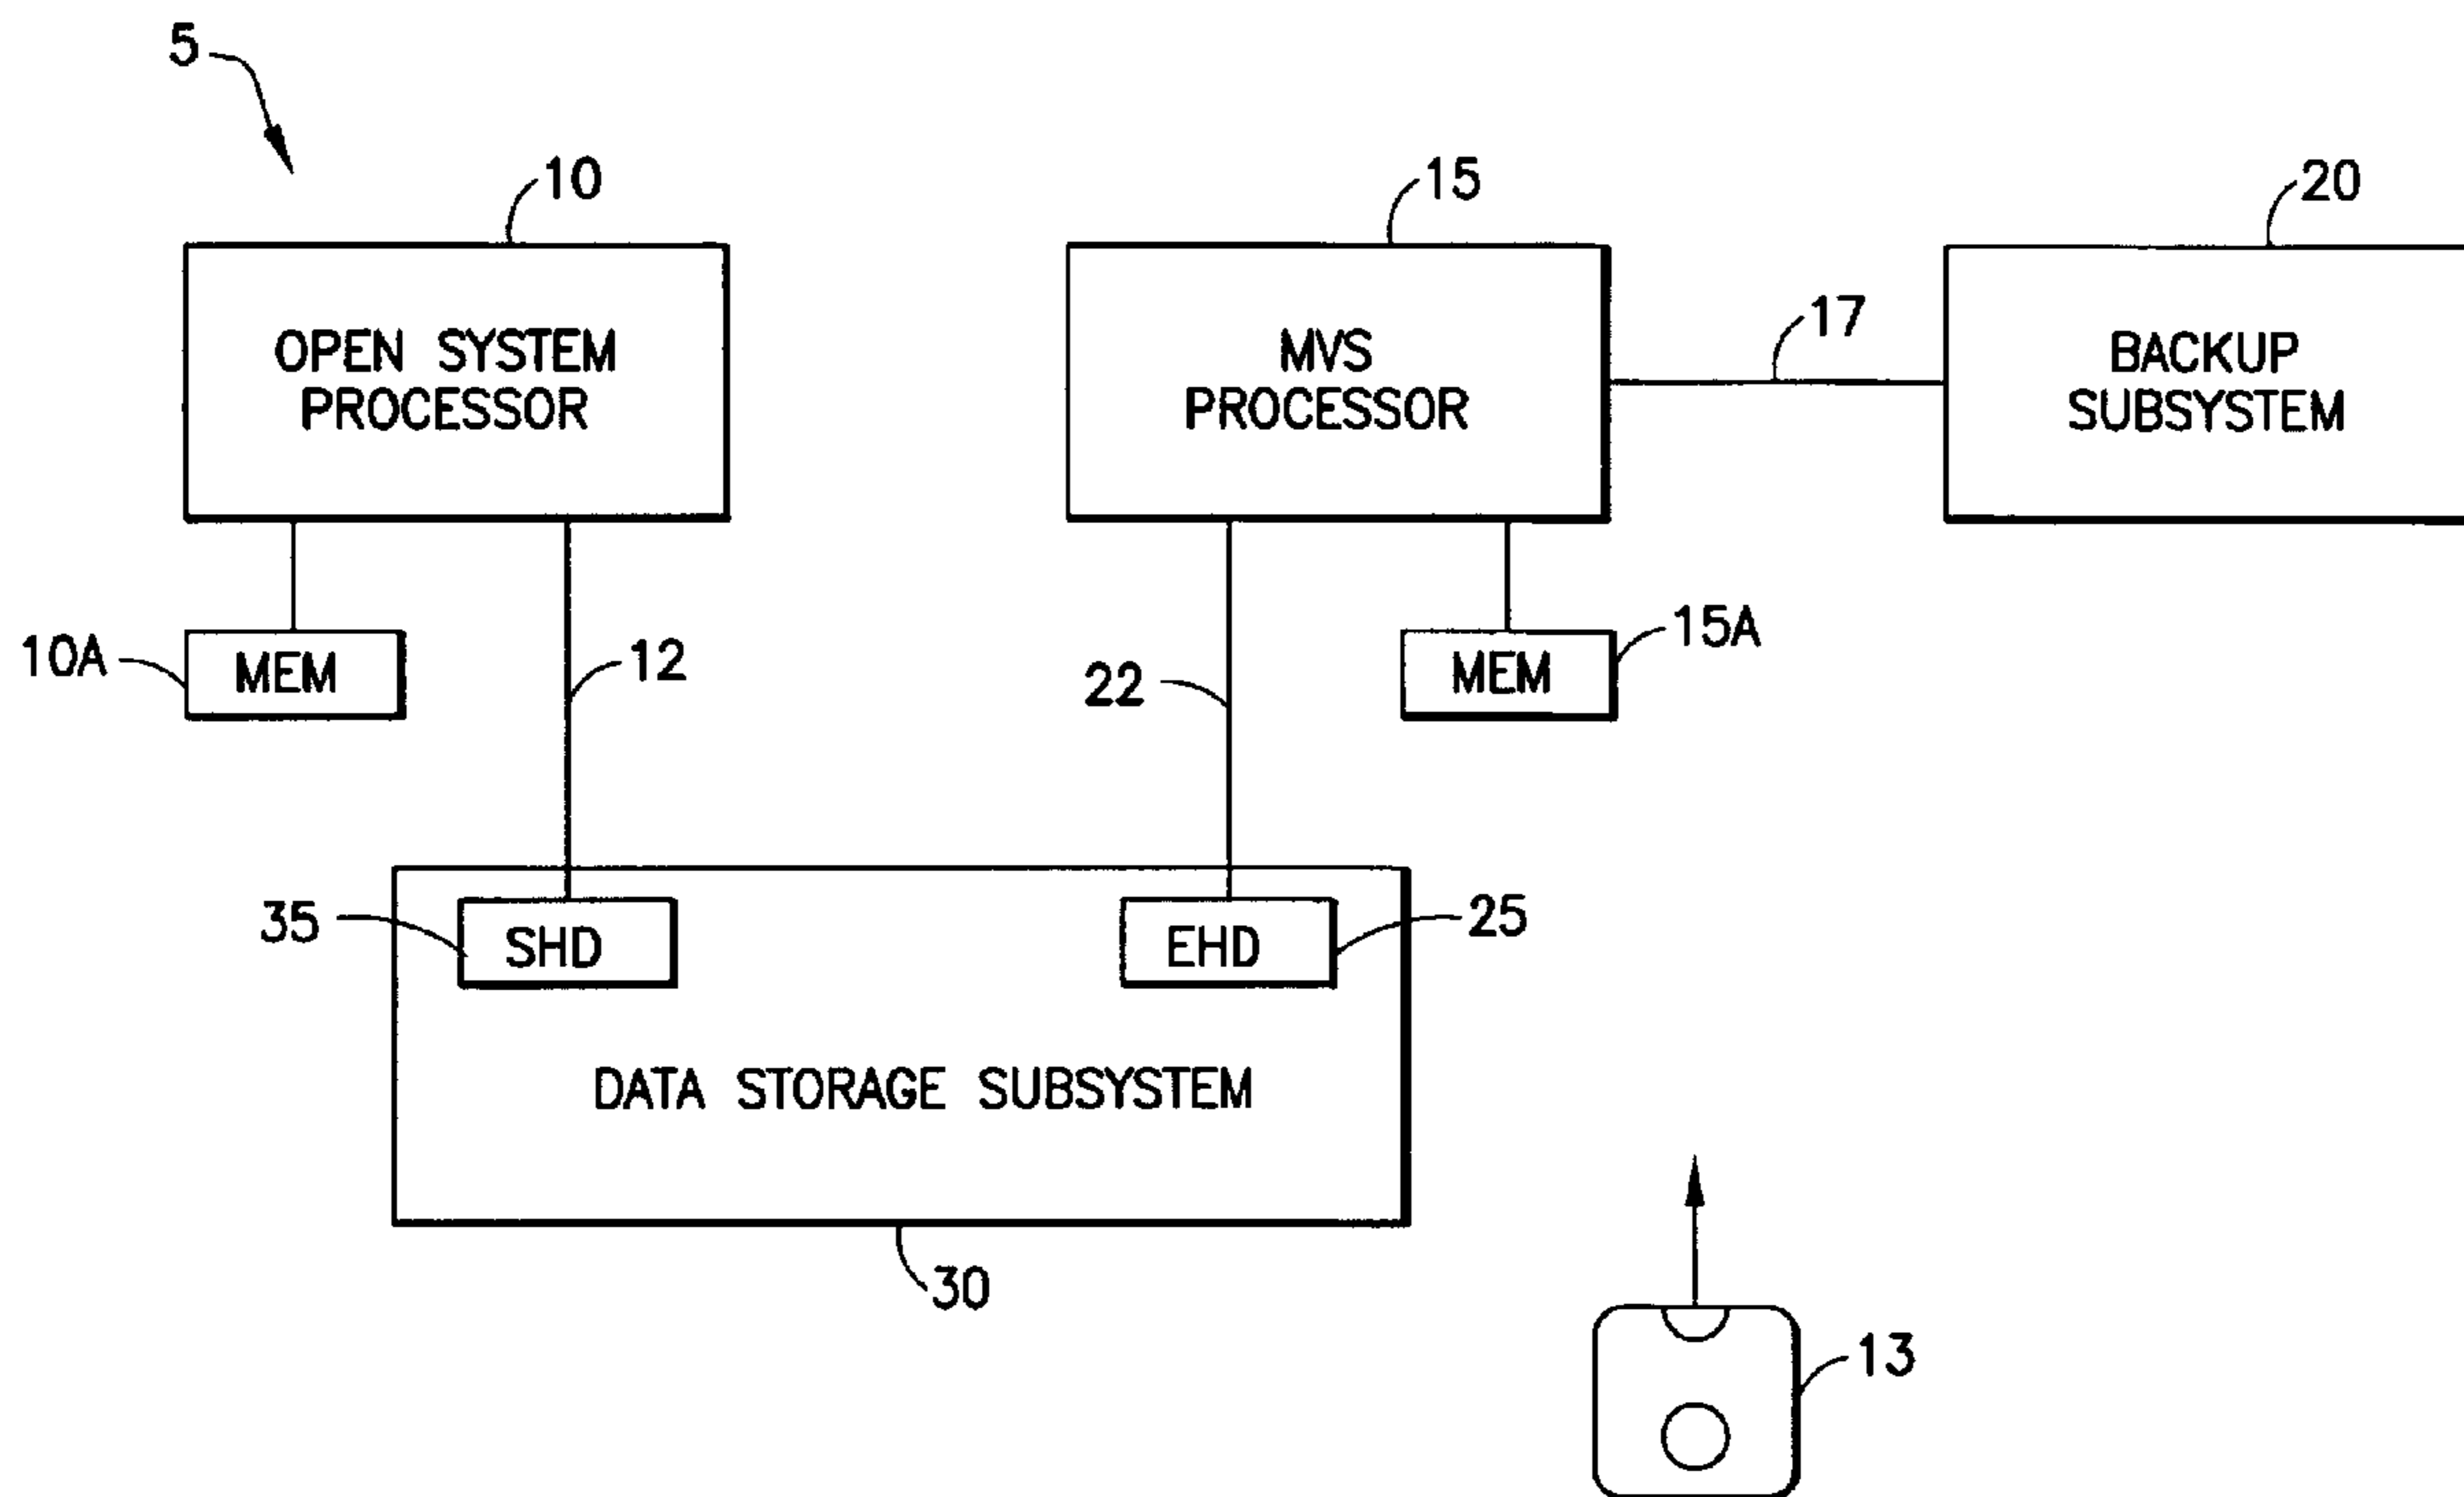 5
10
15
20
OPEN SYSTEM
PROCESSOR
MVS
PROCESSOR
17
BACKUP
SUBSYSTEM
10A
MEM
12
22
MEM
15A
35
SHD
EHD
25
DATA STORAGE SUBSYSTEM
30
13